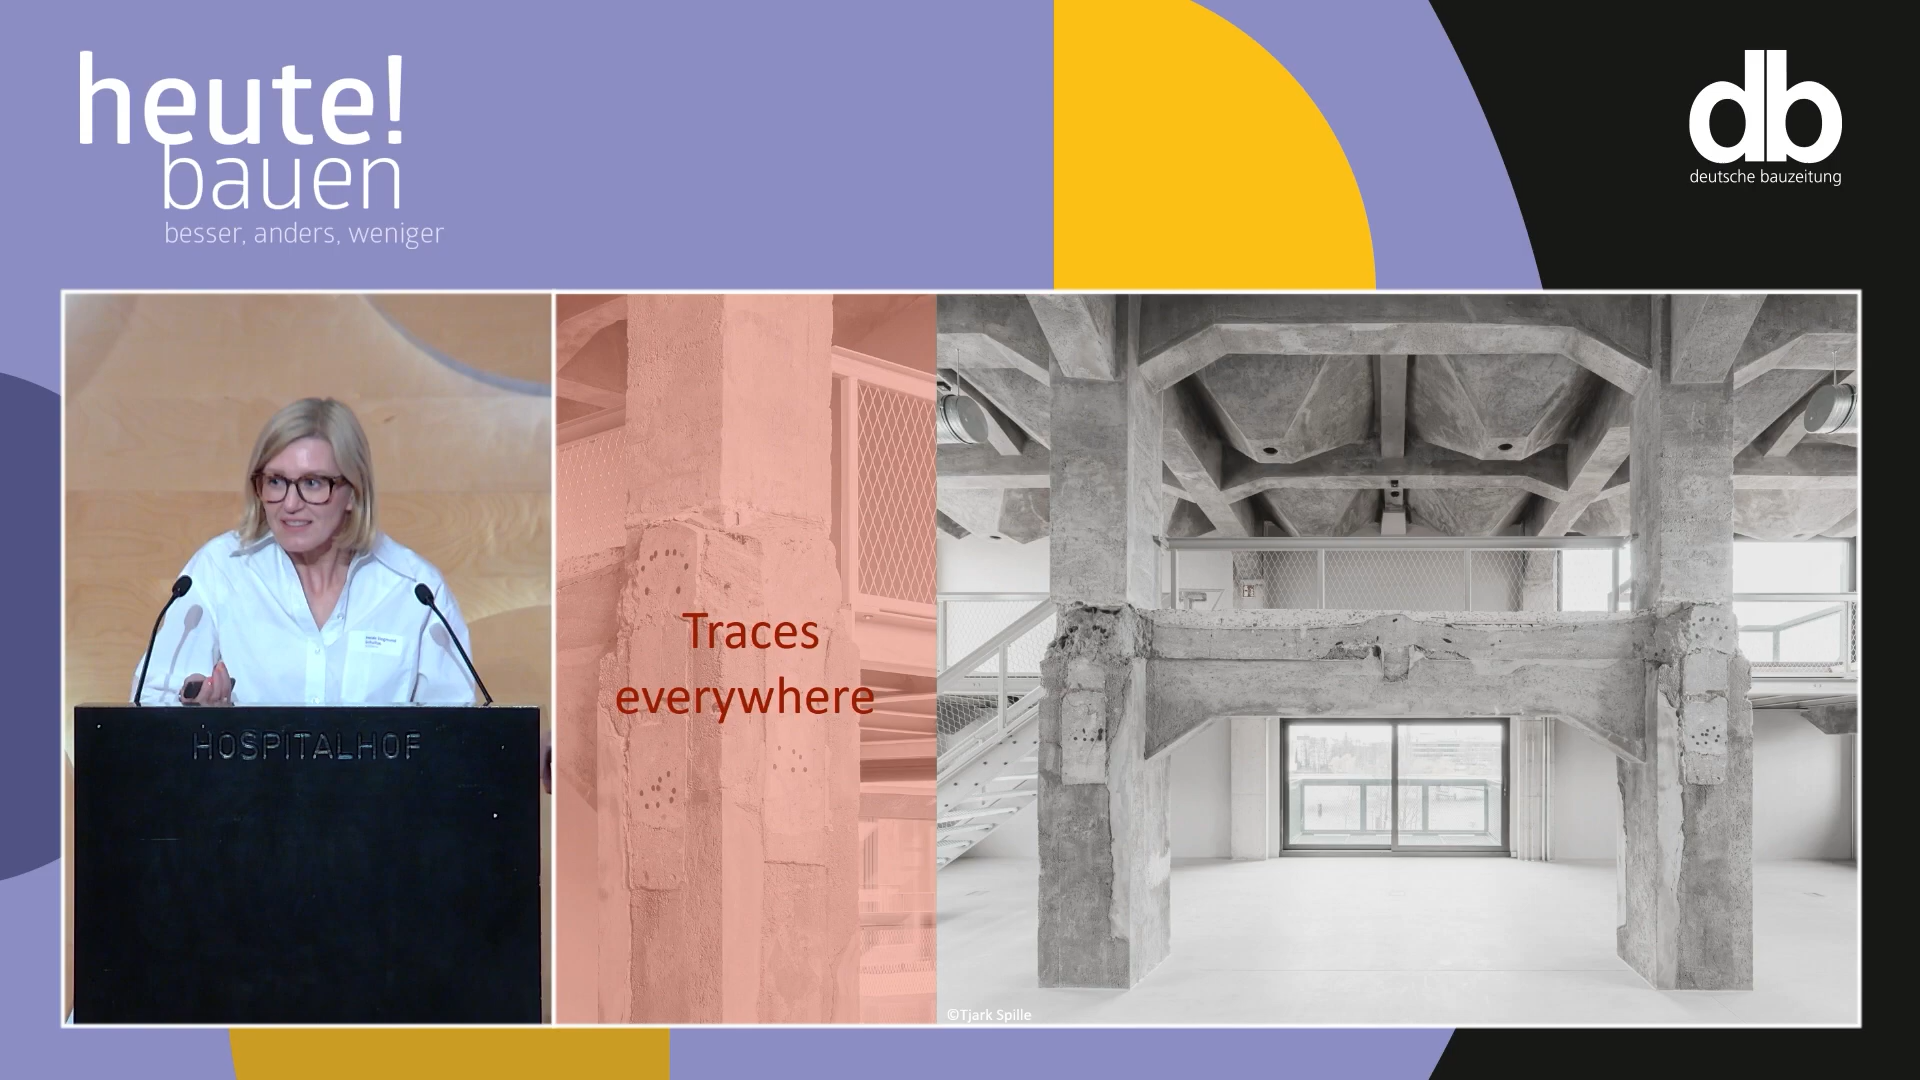 heute!
bauen
besser, anders, weniger
db
deutsche bauzeitung
Traces
everywhere
HOSPITALHOF
©Tjark Spille